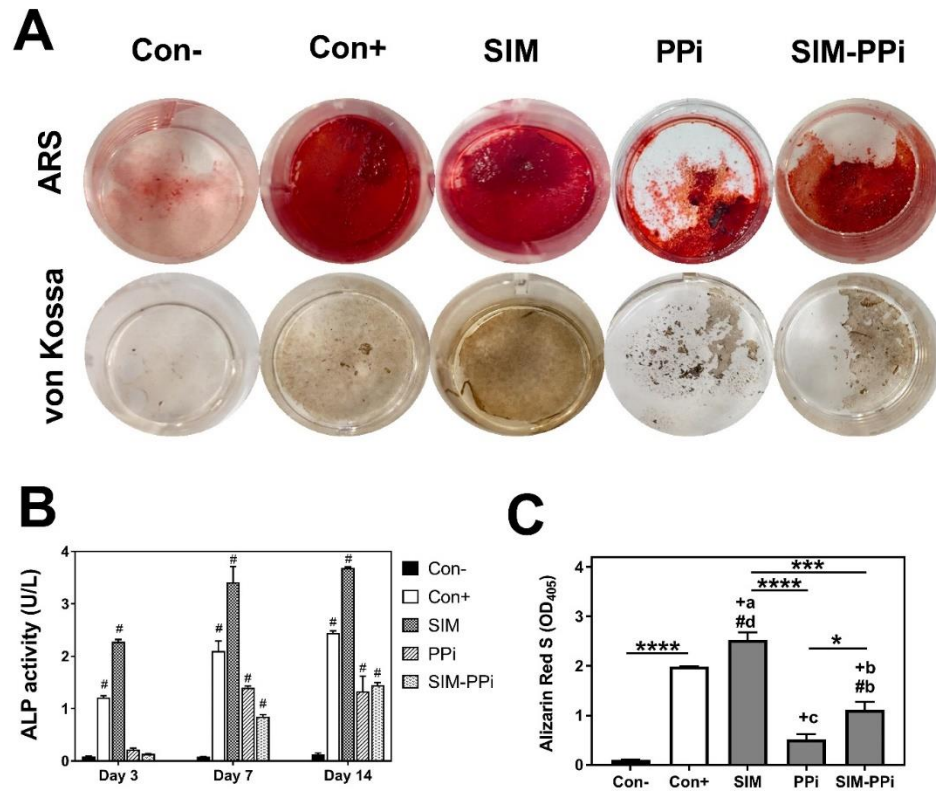 A
Con- Con+ SIM PPi SIM-PPi
ARS
von Kossa
B
ALP activity (U/L)
4
3
2
1
0
# # # # # # # # # #
Day 3 Day 7 Day 14
Con-
Con+
SIM
PPi
SIM-PPi
C
Alizarin Red S (OD405)
4
3
2
1
0
***
****
+a
#d
****
*
+b
#b
+c
Con- Con+ SIM PPi SIM-PPi